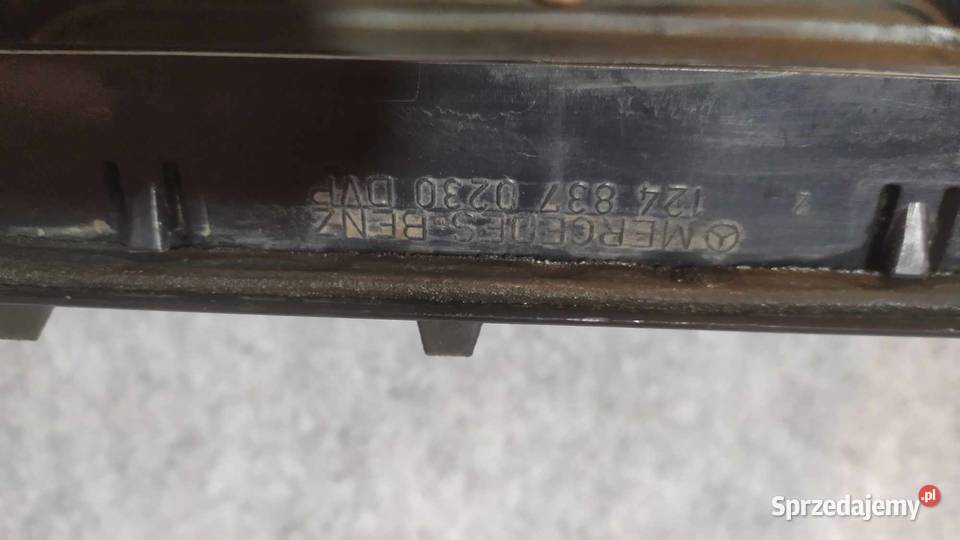 MERCEDES-BENZ
124 837 0230 DVP
Sprzedajemy.pl